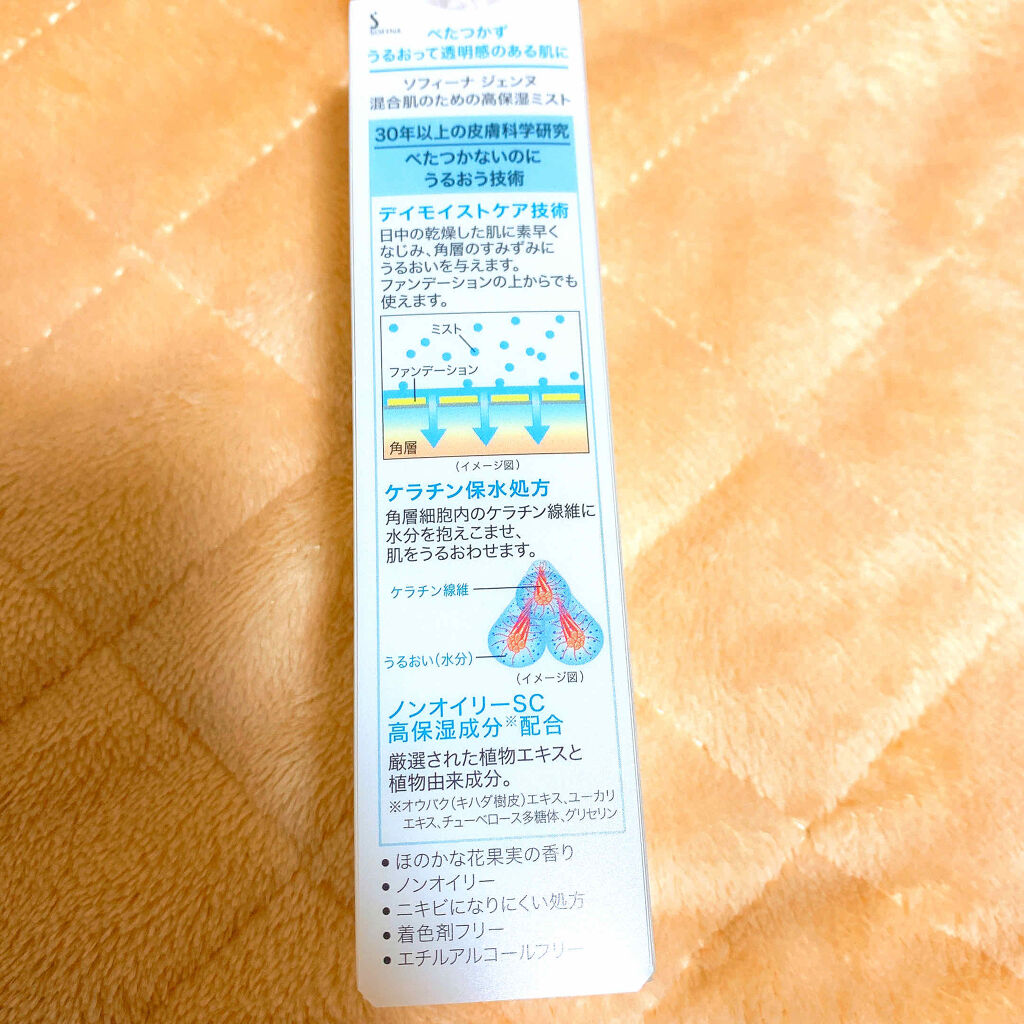 S
SOFINA
べたつかず
うるおって透明感のある肌に
ソフィーナ ジェンヌ
混合肌のための高保湿ミスト
30年以上の皮膚科学研究
べたつかないのに
うるおう技術
デイモイストケア技術
日中の乾燥した肌に素早く
なじみ、角層のすみずみに
うるおいを与えます。
ファンデーションの上からでも
使えます。
ミスト
ファンデーション
角層
(イメージ図)
ケラチン保水処方
角層細胞内のケラチン線維に
水分を抱えこませ、
肌をうるおわせます。
ケラチン線維
うるおい(水分)
(イメージ図)
ノンオイリーSC
高保湿成分※配合
厳選された植物エキスと
植物由来成分。
※オウバク(キハダ樹皮)エキス、ユーカリ
エキス、チューベロース多糖体、グリセリン
●ほのかな花果実の香り
●ノンオイリー
●ニキビになりにくい処方
●着色剤フリー
●エチルアルコールフリー